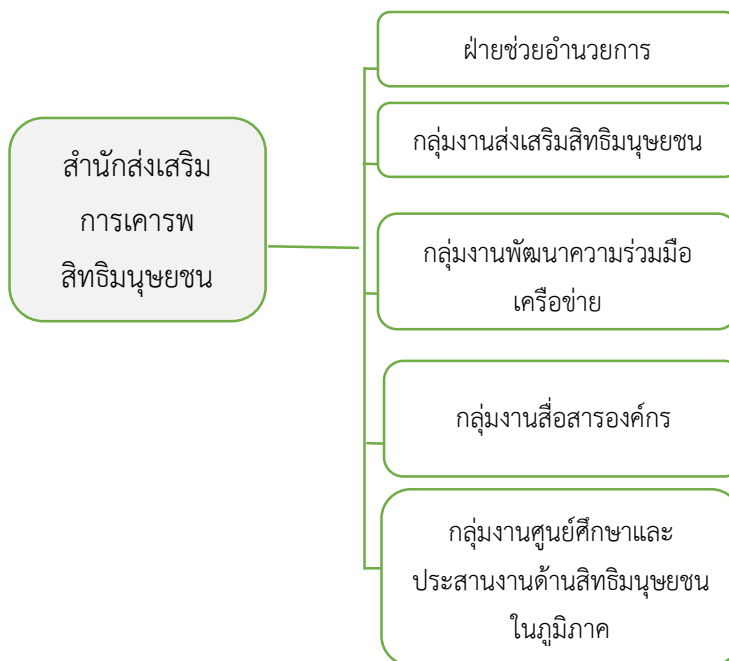 สำนักส่งเสริม
การเคารพ
สิทธิมนุษยชน
ฝ่ายช่วยอำนวยการ
กลุ่มงานส่งเสริมสิทธิมนุษยชน
กลุ่มงานพัฒนาความร่วมมือ
เครือข่าย
กลุ่มงานสื่อสารองค์กร
กลุ่มงานศูนย์ศึกษาและ
ประสานงานด้านสิทธิมนุษยชน
ในภูมิภาค